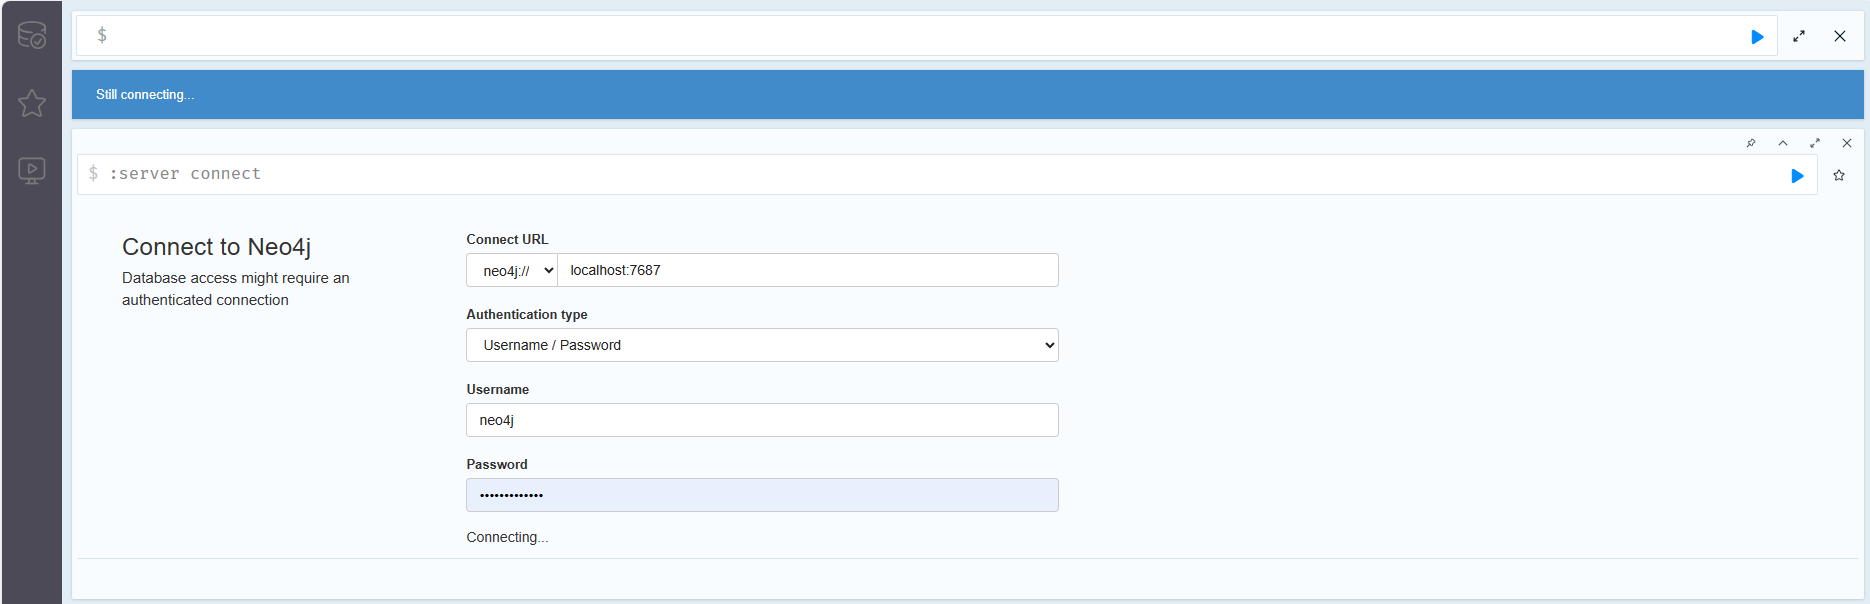 $
Still connecting...
$ :server connect
Connect to Neo4j
Database access might require an
authenticated connection
Connect URL
neo4j:// localhost:7687
Authentication type
Username / Password
Username
neo4j
Password
•••••••••••••
Connecting...